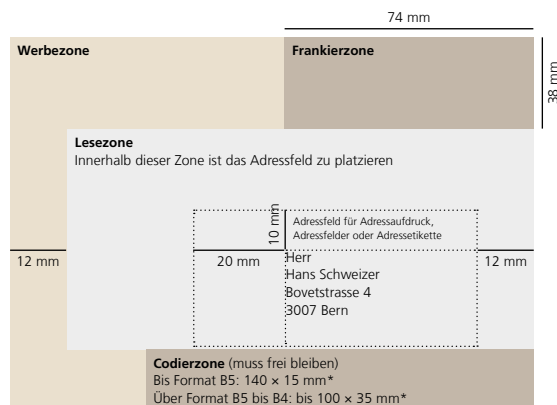 74 mm
Werbezone
Frankierzone
38 mm
Lesezone
Innerhalb dieser Zone ist das Adressfeld zu platzieren
10 mm
Adressfeld für Adressaufdruck,
Adressfelder oder Adressetikette
12 mm
20 mm
12 mm
Herr
Hans Schweizer
Bovetstrasse 4
3007 Bern
Codierzone (muss frei bleiben)
Bis Format B5: 140 × 15 mm*
Über Format B5 bis B4: bis 100 × 35 mm*